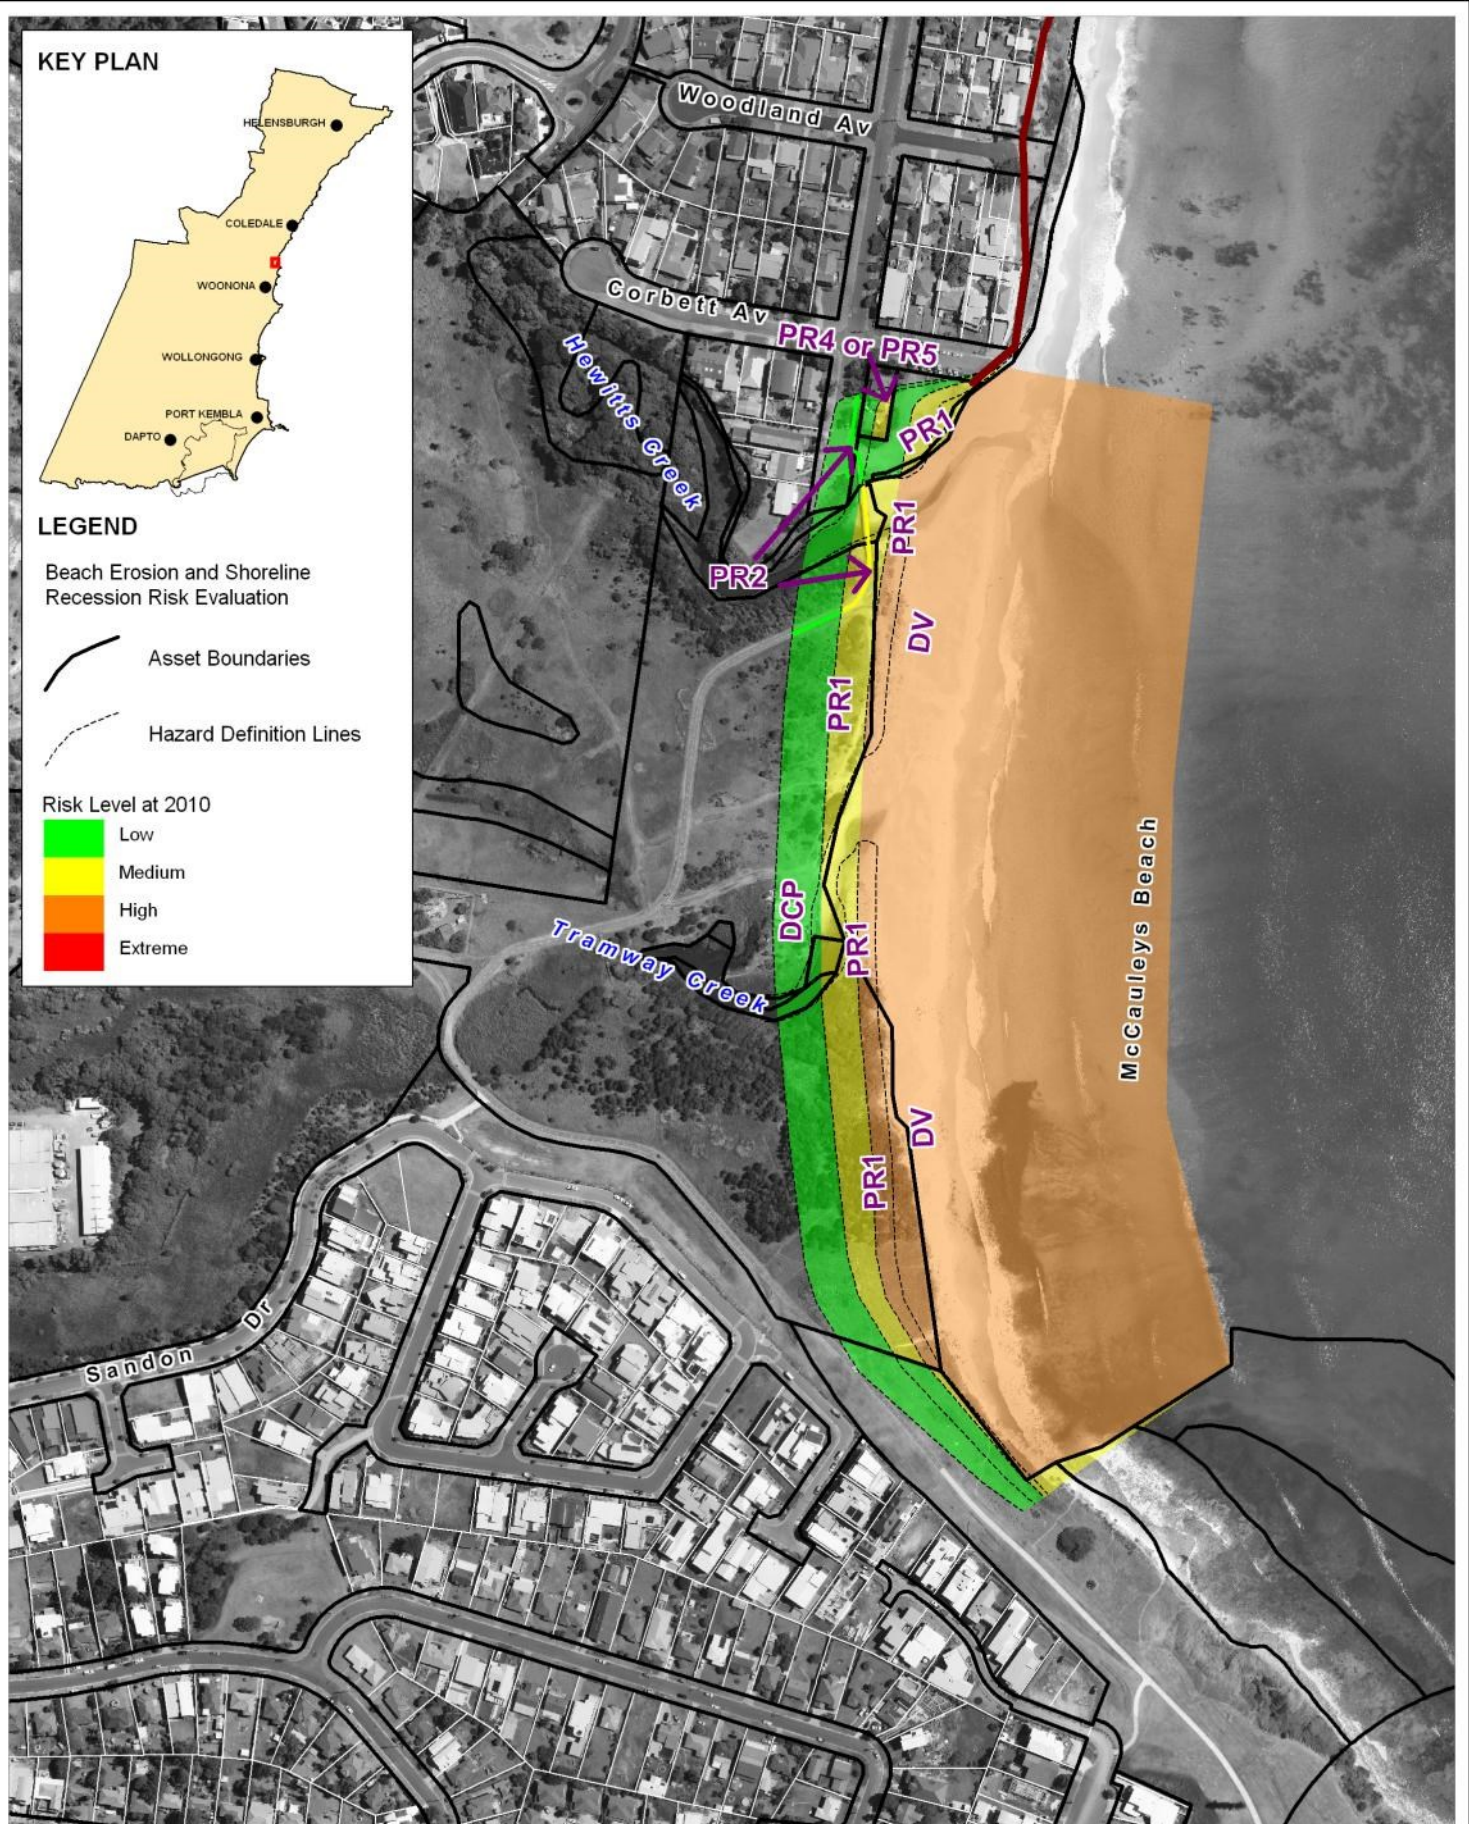 KEY PLAN
HELENSBURGH
COLEDALE
WOONONA
WOLLONGONG
PORT KEMBLA
DAPTO
LEGEND
Beach Erosion and Shoreline
Recession Risk Evaluation
Asset Boundaries
Hazard Definition Lines
Risk Level at 2010
Low
Medium
High
Extreme
Woodland Av
Corbett Av
PR4 or PR5
Hewitts Creek
PR1
PR1
PR2
DV
PR1
McCauleys Beach
DCP
PR1
Tramway Creek
DV
PR1
Sandon Dr